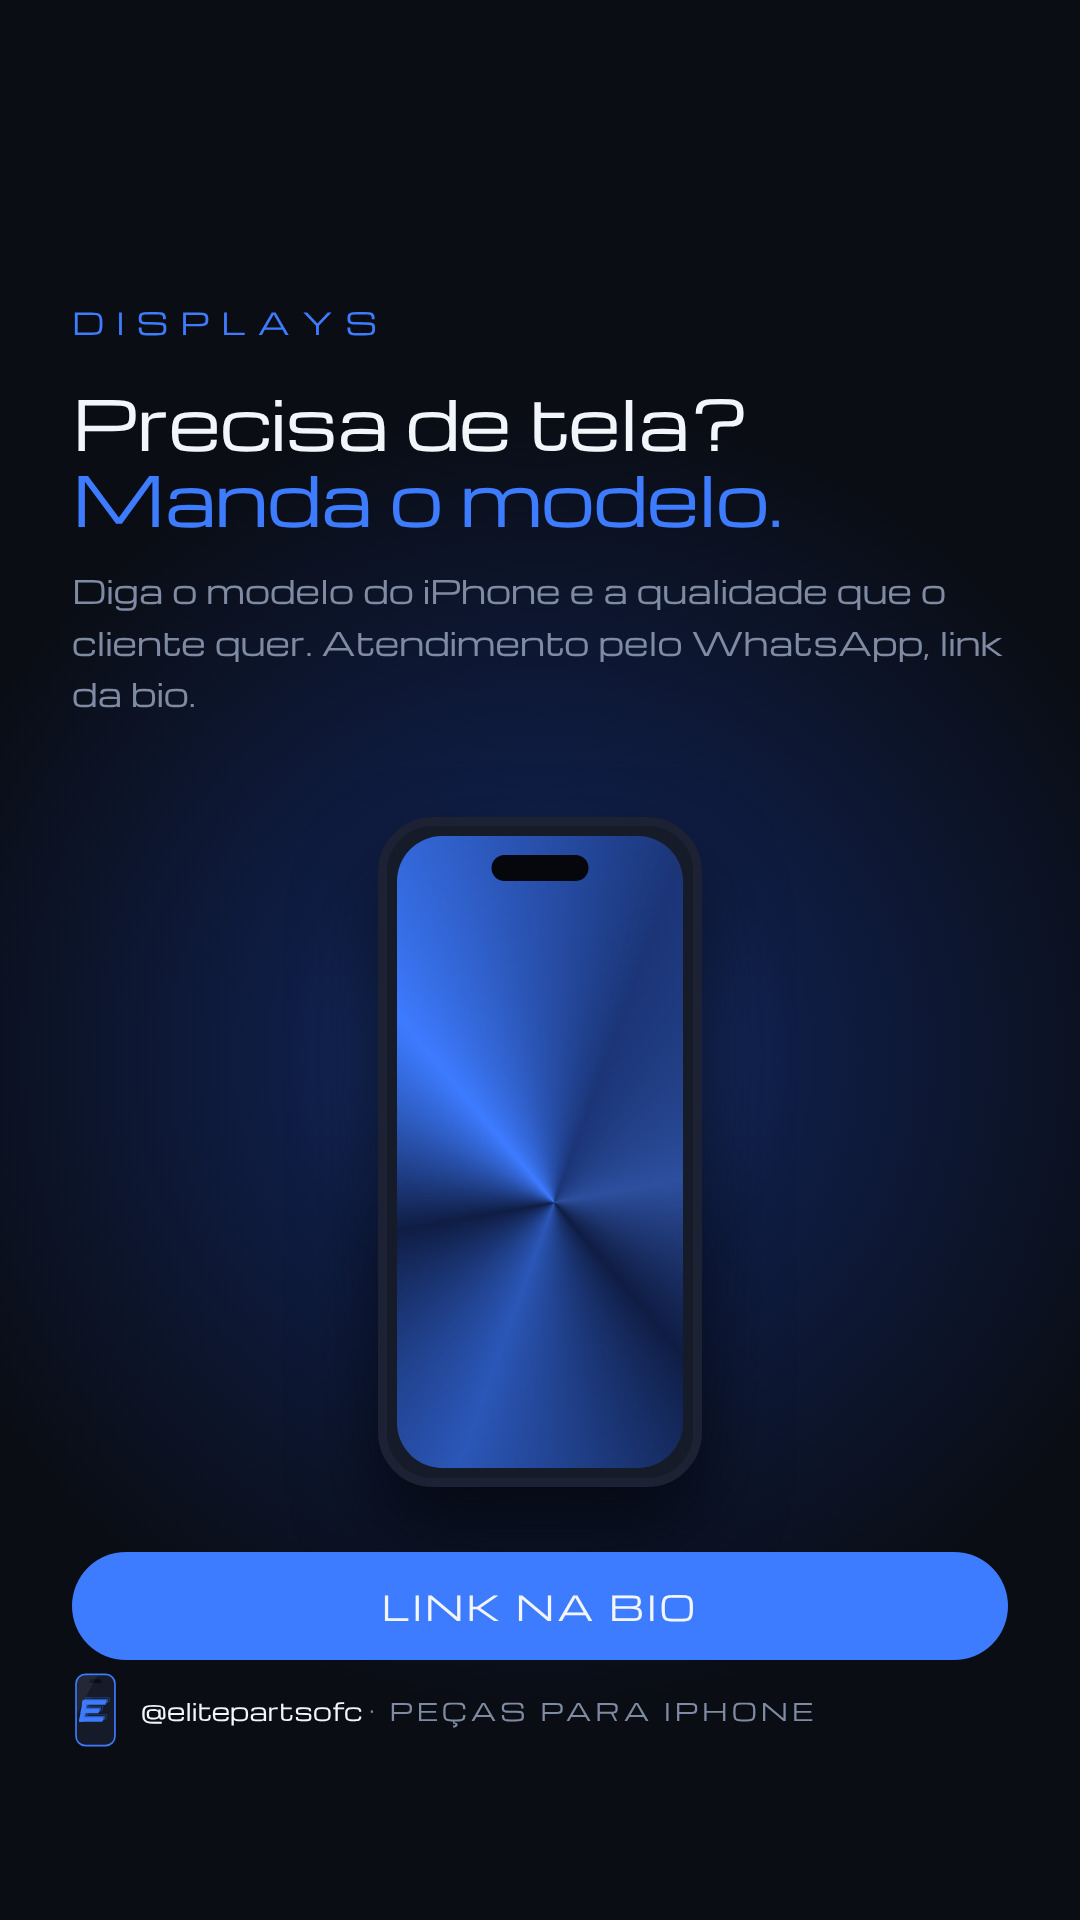 DISPLAYS
Precisa de tela?
Manda o modelo.
Diga o modelo do iPhone e a qualidade que o
cliente quer. Atendimento pelo WhatsApp, link
da bio.
LINK NA BIO
E
@elitepartsofc · PEÇAS PARA IPHONE